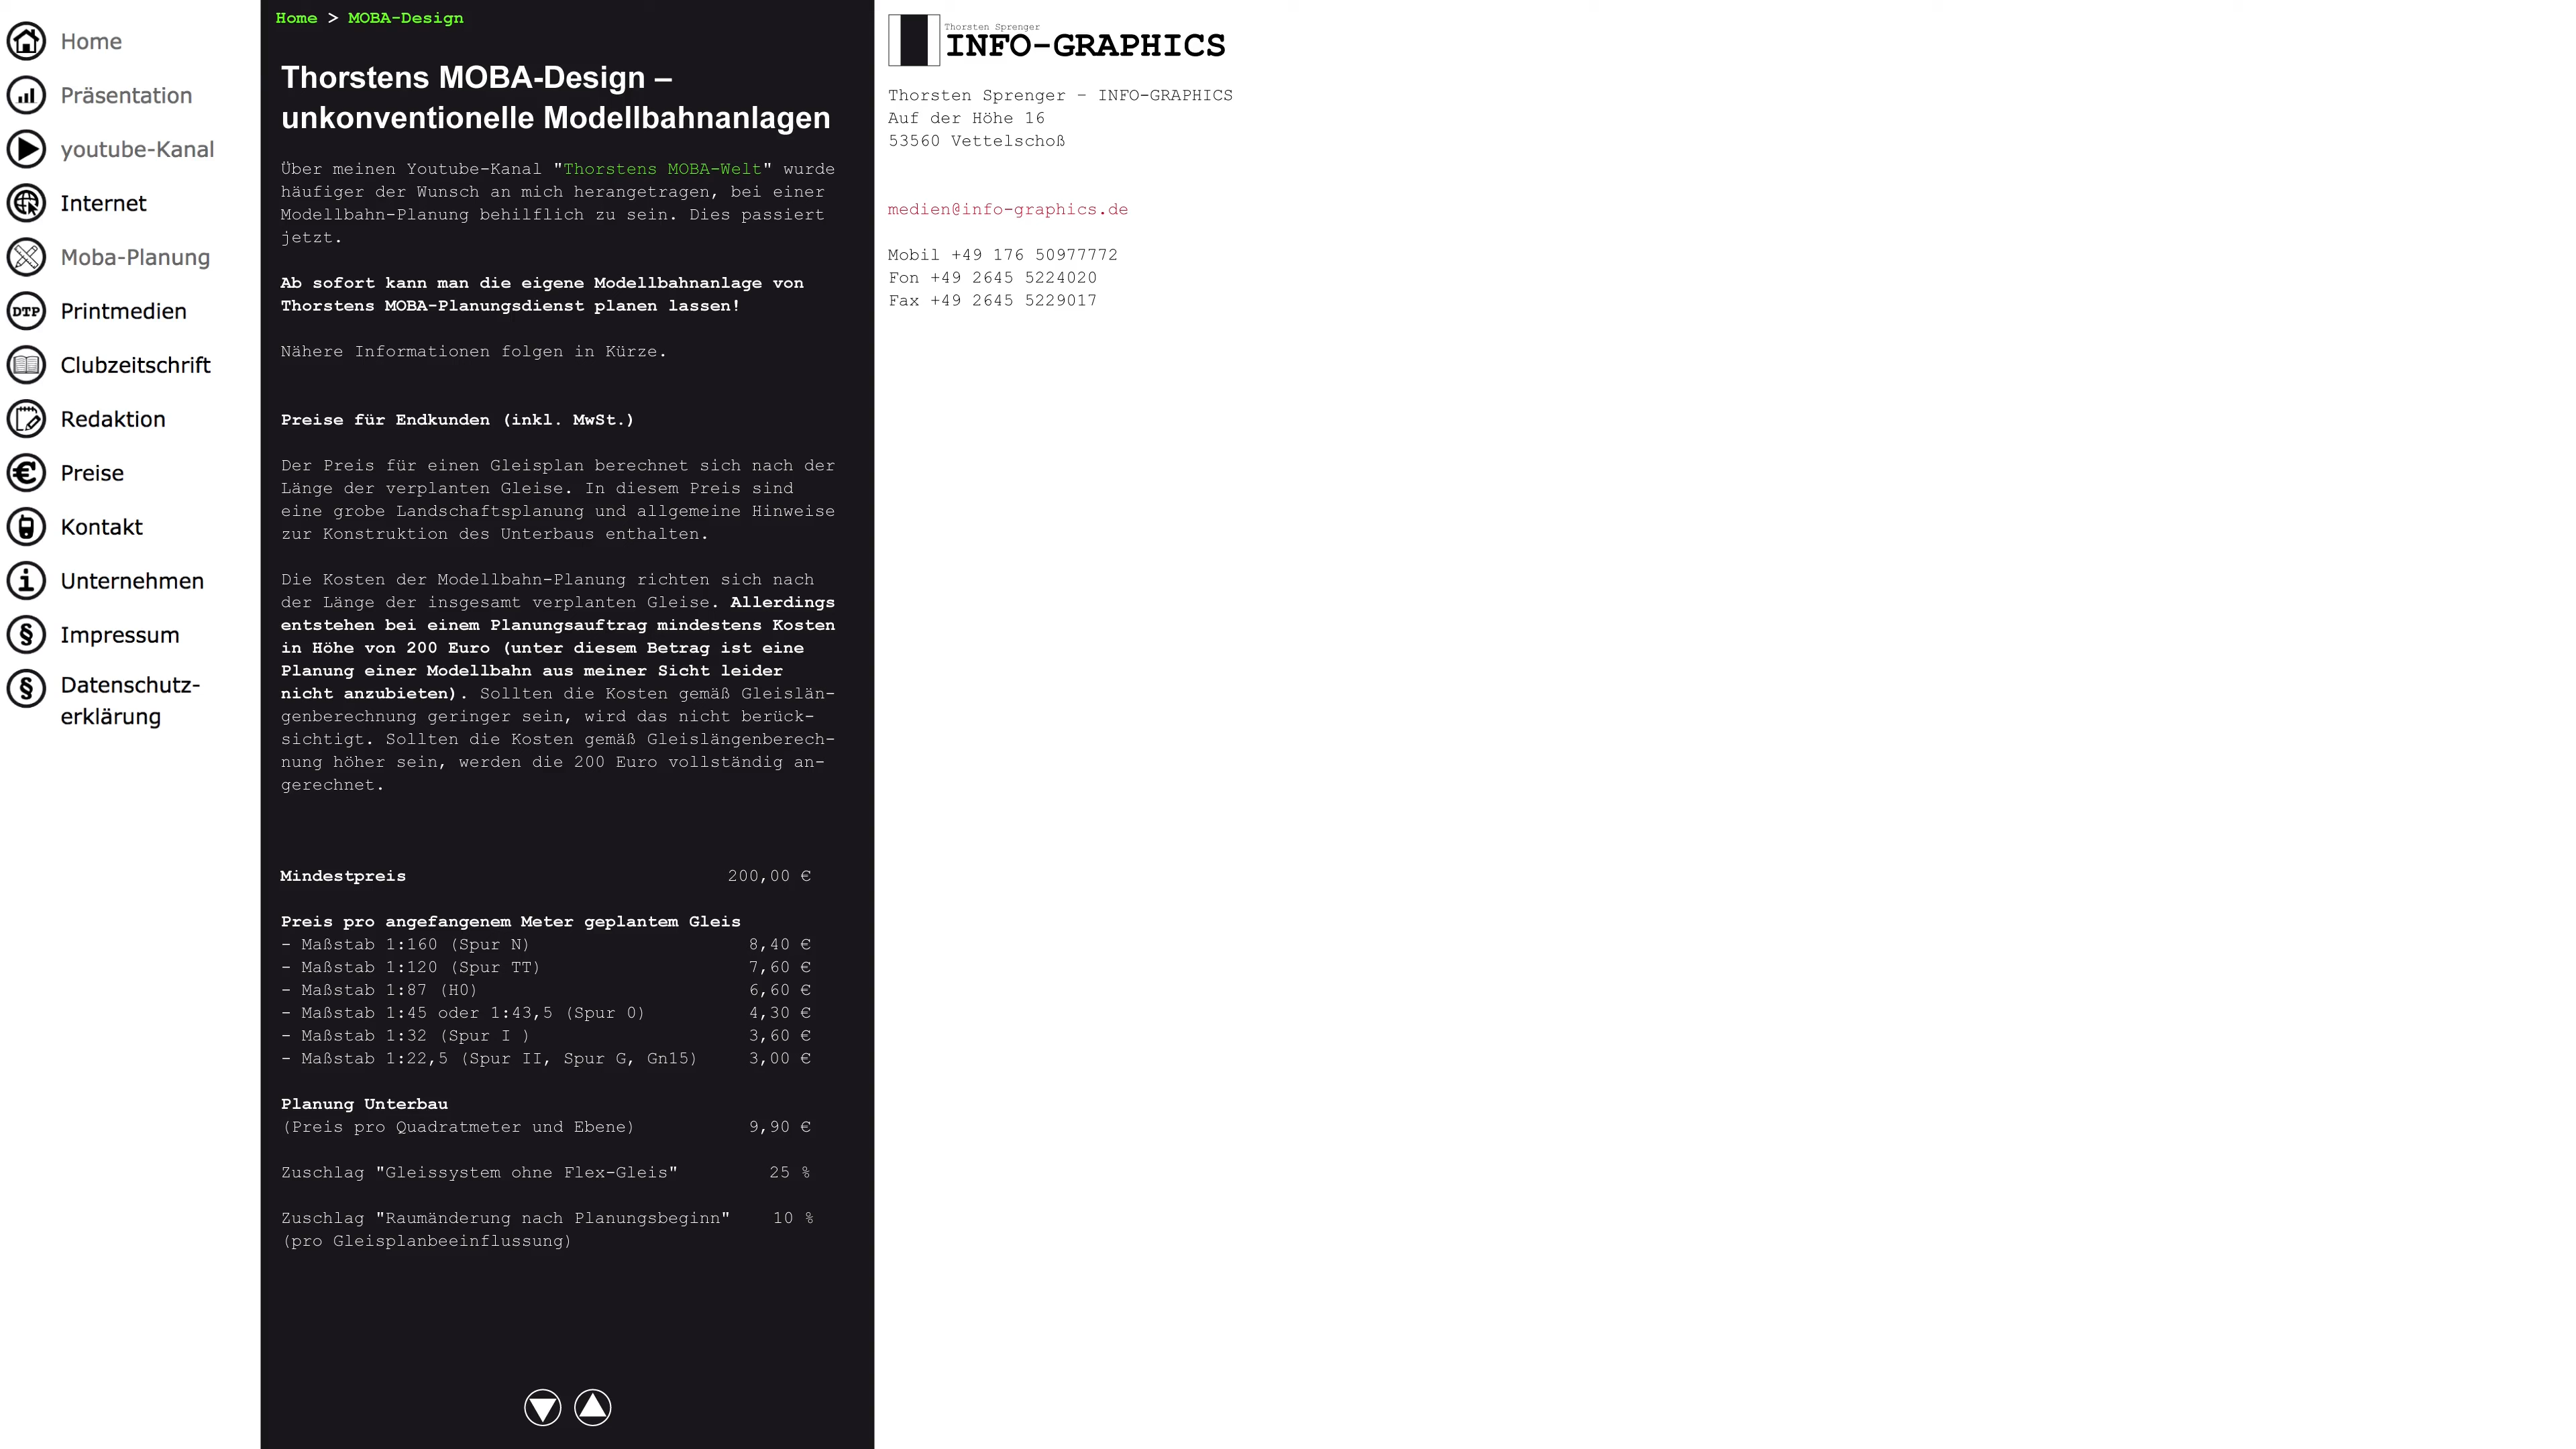 Home
Präsentation
youtube-Kanal
Internet
Moba-Planung
DTP Printmedien
Clubzeitschrift
Redaktion
€ Preise
Kontakt
i Unternehmen
§ Impressum
§ Datenschutz-
erklärung
Home > MOBA-Design
Thorstens MOBA-Design –
unkonventionelle Modellbahnanlagen
Über meinen Youtube-Kanal "Thorstens MOBA-Welt" wurde
häufiger der Wunsch an mich herangetragen, bei einer
Modellbahn-Planung behilflich zu sein. Dies passiert
jetzt.
Ab sofort kann man die eigene Modellbahnanlage von
Thorstens MOBA-Planungsdienst planen lassen!
Nähere Informationen folgen in Kürze.
Preise für Endkunden (inkl. MwSt.)
Der Preis für einen Gleisplan berechnet sich nach der
Länge der verplanten Gleise. In diesem Preis sind
eine grobe Landschaftsplanung und allgemeine Hinweise
zur Konstruktion des Unterbaus enthalten.
Die Kosten der Modellbahn-Planung richten sich nach
der Länge der insgesamt verplanten Gleise. Allerdings
entstehen bei einem Planungsauftrag mindestens Kosten
in Höhe von 200 Euro (unter diesem Betrag ist eine
Planung einer Modellbahn aus meiner Sicht leider
nicht anzubieten). Sollten die Kosten gemäß Gleislän-
genberechnung geringer sein, wird das nicht berück-
sichtigt. Sollten die Kosten gemäß Gleislängenberech-
nung höher sein, werden die 200 Euro vollständig an-
gerechnet.
Mindestpreis 200,00 €
Preis pro angefangenem Meter geplantem Gleis
- Maßstab 1:160 (Spur N) 8,40 €
- Maßstab 1:120 (Spur TT) 7,60 €
- Maßstab 1:87 (H0) 6,60 €
- Maßstab 1:45 oder 1:43,5 (Spur 0) 4,30 €
- Maßstab 1:32 (Spur I ) 3,60 €
- Maßstab 1:22,5 (Spur II, Spur G, Gn15) 3,00 €
Planung Unterbau
(Preis pro Quadratmeter und Ebene) 9,90 €
Zuschlag "Gleissystem ohne Flex-Gleis" 25 %
Zuschlag "Raumänderung nach Planungsbeginn" 10 %
(pro Gleisplanbeeinflussung)
Thorsten Sprenger
INFO-GRAPHICS
Thorsten Sprenger – INFO-GRAPHICS
Auf der Höhe 16
53560 Vettelschoß
medien@info-graphics.de
Mobil +49 176 50977772
Fon +49 2645 5224020
Fax +49 2645 5229017